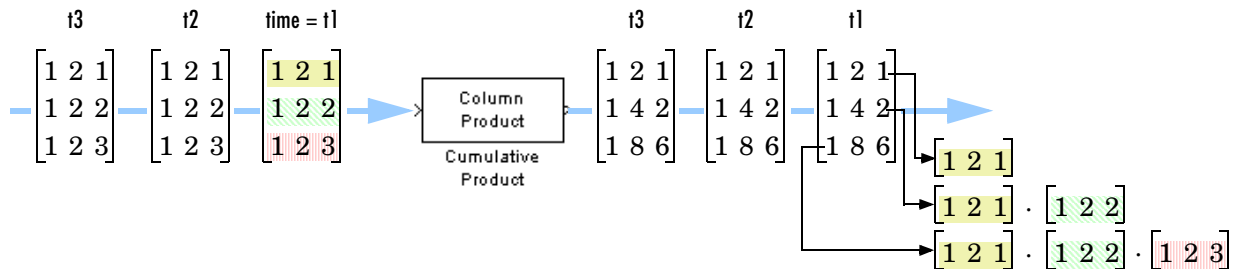 t3 t2 time = t1 t3 t2 t1
1 2 1 1 2 1 1 2 1 1 2 1 1 2 1 1 2 1
1 2 2 1 2 2 1 2 2 1 4 2 1 4 2 1 4 2
1 2 3 1 2 3 1 2 3 1 8 6 1 8 6 1 8 6
Column
Product
Cumulative
Product
[1 2 1]
[1 2 1] · [1 2 2]
[1 2 1] · [1 2 2] · [1 2 3]